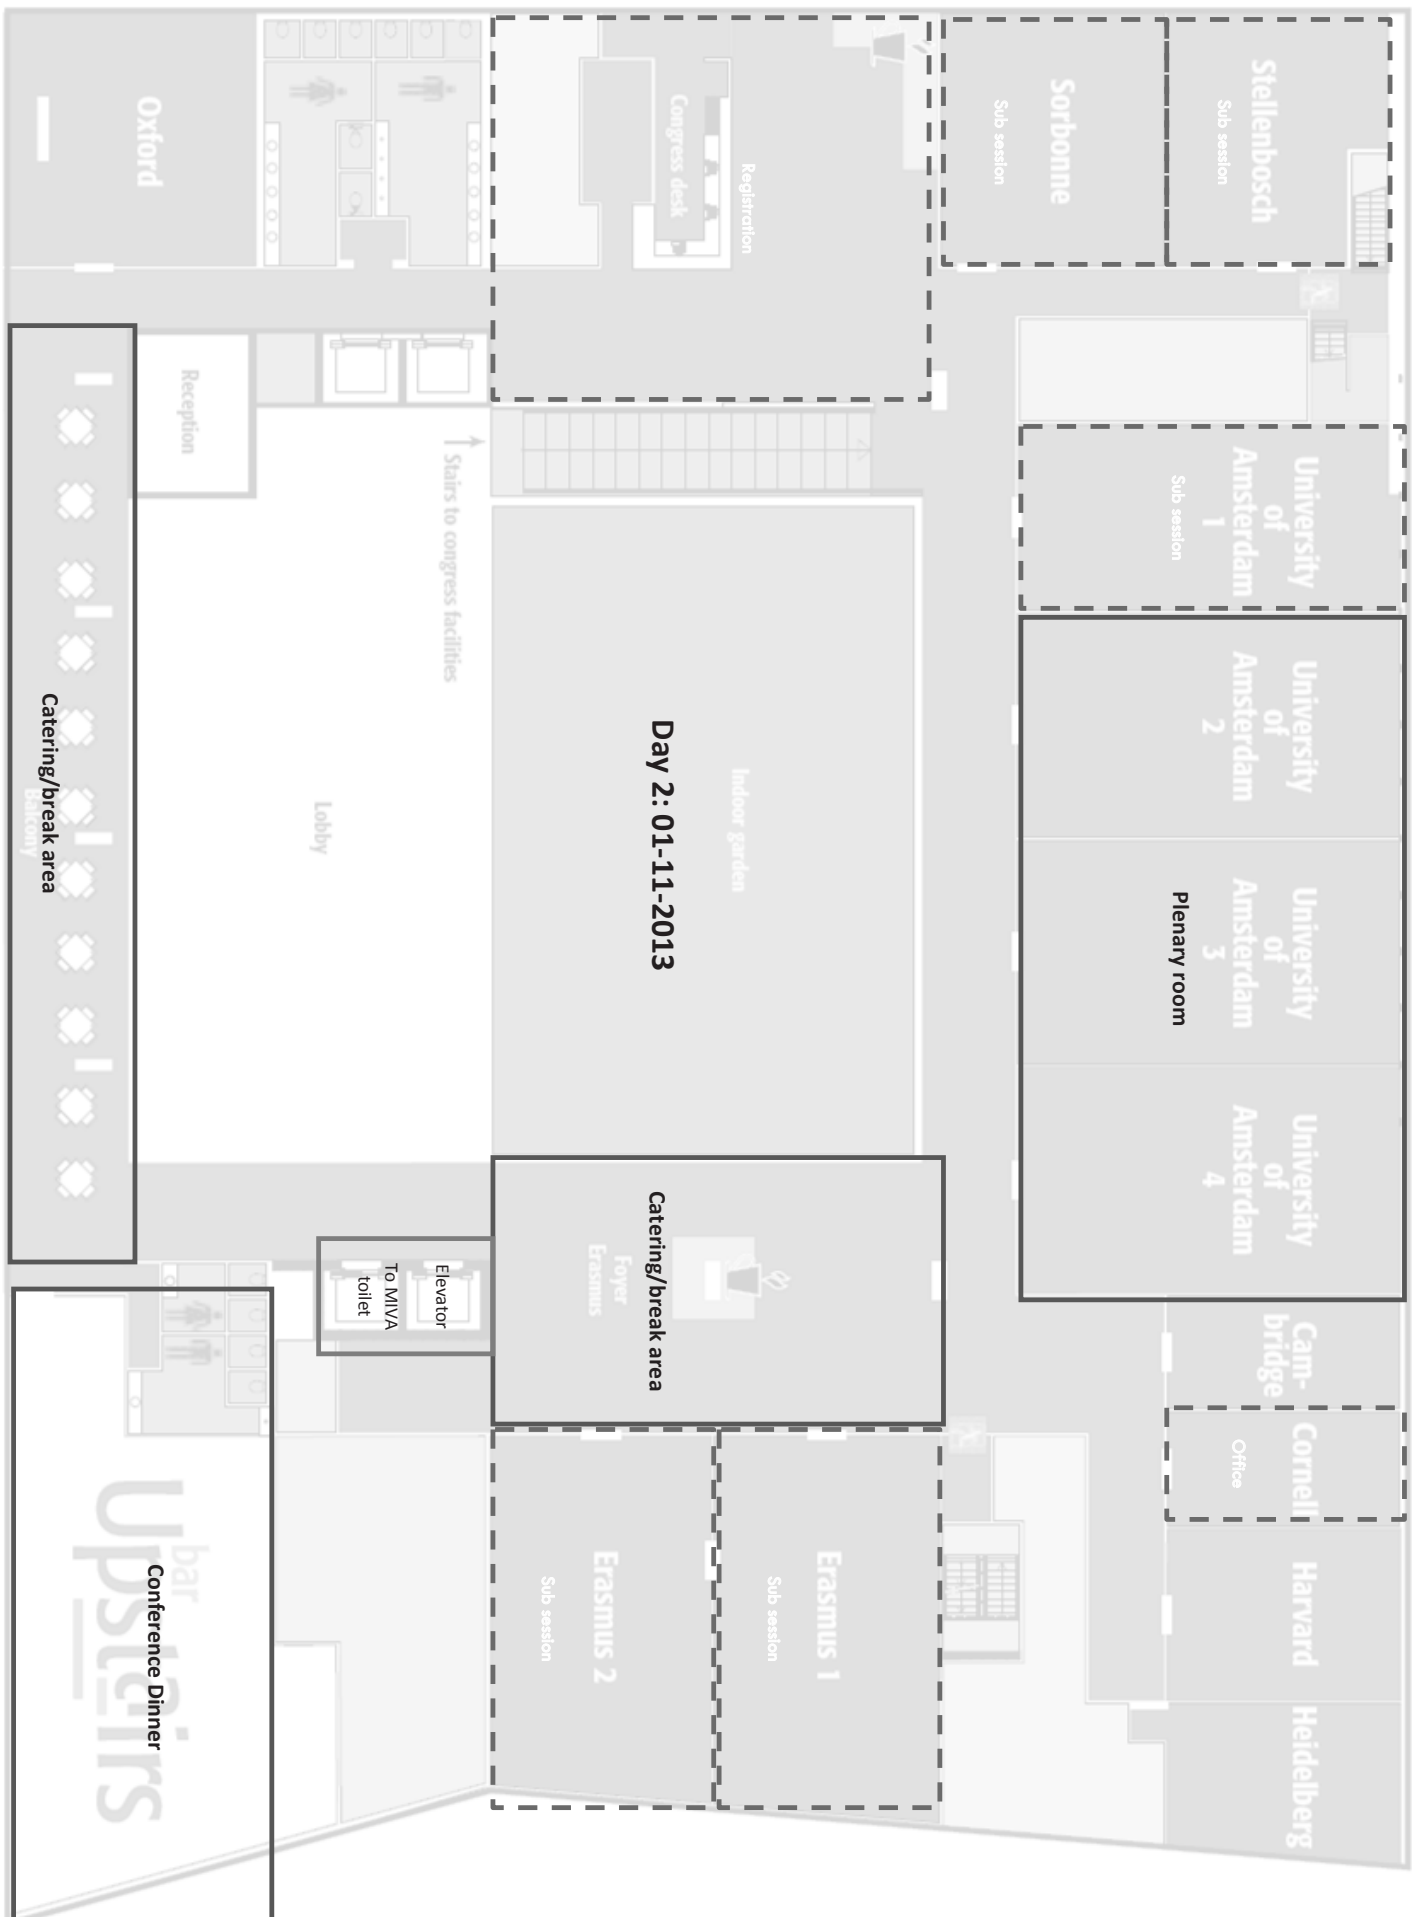 Stellenbosch
Sub session
Sorbonne
Sub session
Registration
Congress desk
Oxford
University
of
Amsterdam
1
Sub session
University
of
Amsterdam
2
University
of
Amsterdam
3
University
of
Amsterdam
4
Plenary room
Cam-
bridge
Cornell
Office
Harvard
Heidelberg
Indoor garden
Day 2: 01-11-2013
Stairs to congress facilities
Reception
Lobby
Catering/break area
Balcony
Catering/break area
Foyer
Erasmus
Elevator
To MIVA
toilet
Erasmus 1
Sub session
Erasmus 2
Sub session
bar
Upstairs
Conference Dinner